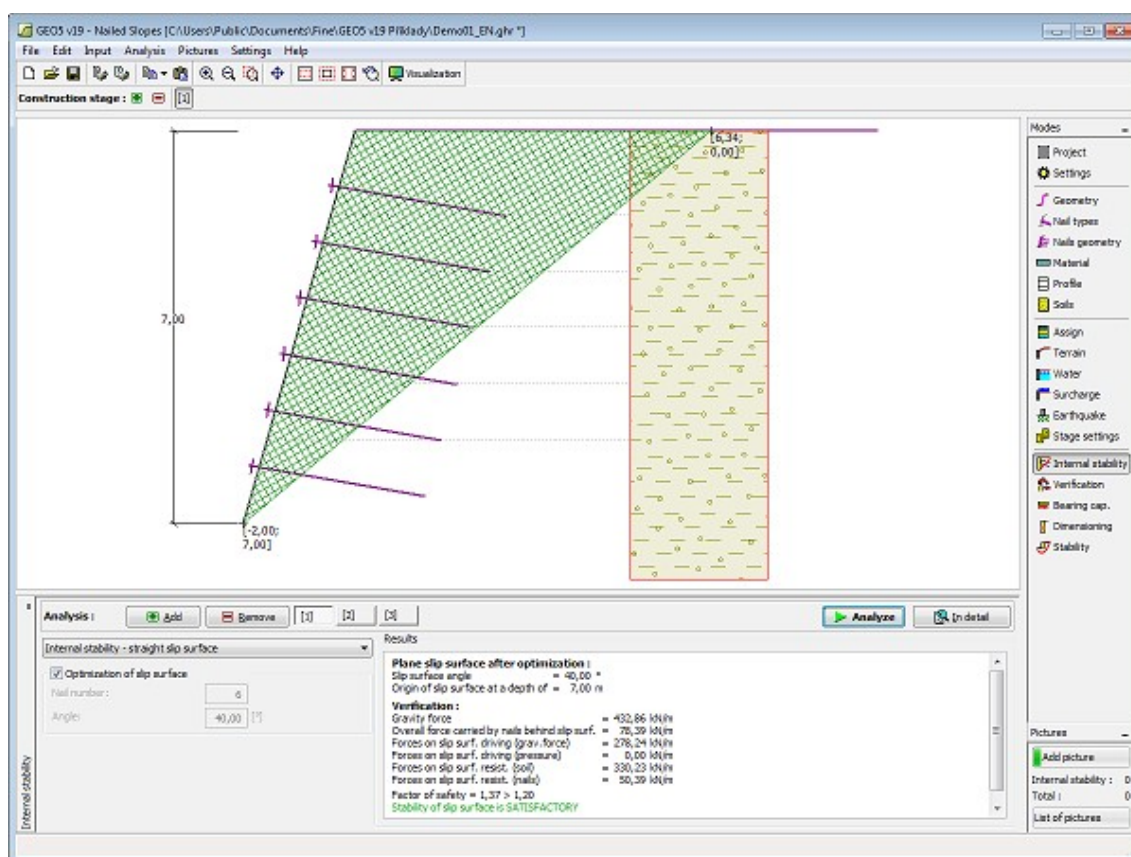 GEO5 v19 - Nailed Slopes [C:\Users\Public\Documents\Fine\GEO5 v19 Příklady\Demo01_EN.ghr *]
File Edit Input Analysis Pictures Settings Help
Visualization
Construction stage : [1]
[6,34;
0,00]
7,00
[-2,00;
7,00]
Modes
Project
Settings
Geometry
Nail types
Nails geometry
Material
Profile
Soils
Assign
Terrain
Water
Surcharge
Earthquake
Stage settings
Internal stability
Verification
Bearing cap.
Dimensioning
Stability
Pictures
Add picture
Internal stability : 0
Total : 0
List of pictures
Internal stability
Analysis : Add Remove [1] [2] [3] Analyze In detail
Internal stability - straight slip surface
Optimization of slip surface
Nail number : 6
Angle: 40,00 [°]
Results
Plane slip surface after optimization :
Slip surface angle = 40,00 °
Origin of slip surface at a depth of = 7,00 m
Verification :
Gravity force = 432,86 kN/m
Overall force carried by nails behind slip surf. = 78,39 kN/m
Forces on slip surf. driving (grav.force) = 278,24 kN/m
Forces on slip surf. driving (pressure) = 0,00 kN/m
Forces on slip surf. resist. (soil) = 330,23 kN/m
Forces on slip surf. resist. (nails) = 50,39 kN/m
Factor of safety = 1,37 > 1,20
Stability of slip surface is SATISFACTORY